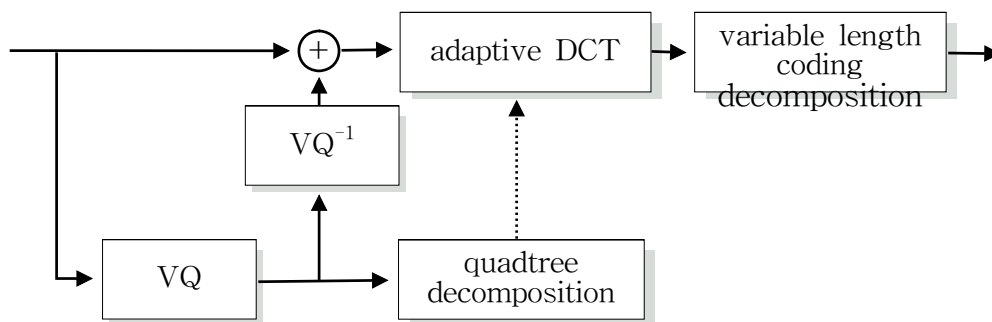 +
adaptive DCT
variable length
coding
decomposition
VQ⁻¹
VQ
quadtree
decomposition